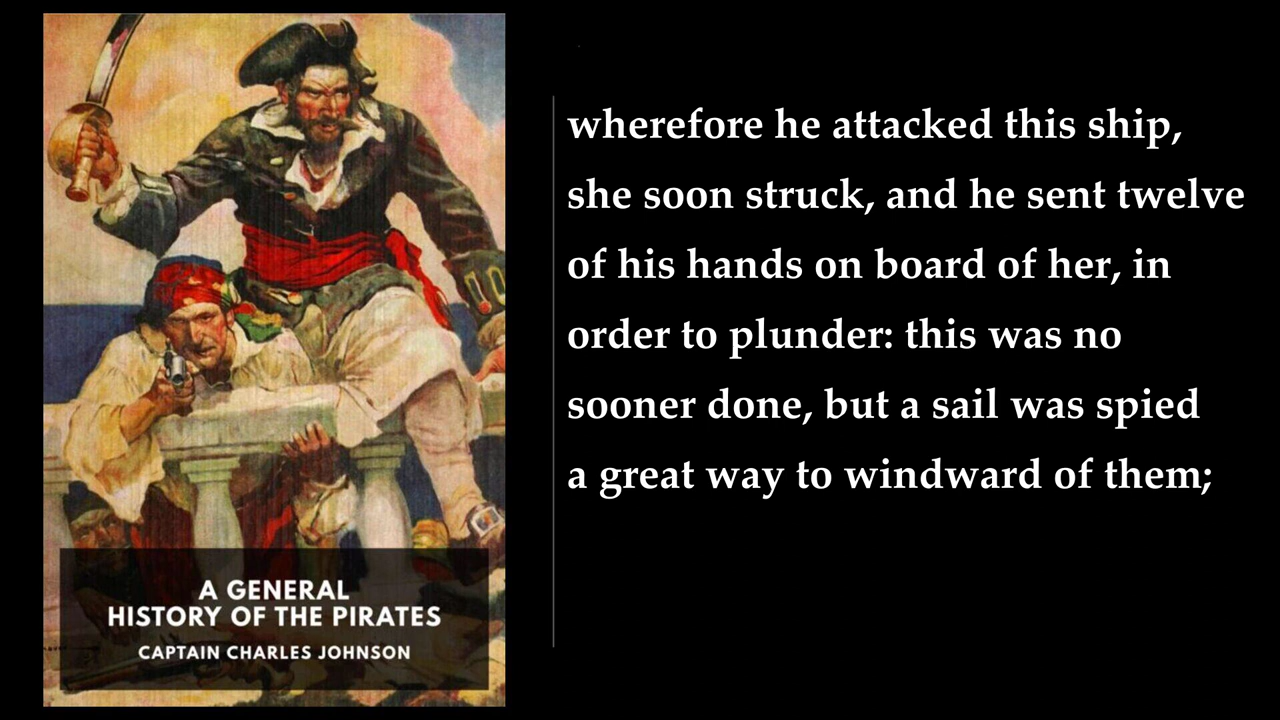 A GENERAL
HISTORY OF THE PIRATES
CAPTAIN CHARLES JOHNSON
wherefore he attacked this ship,
she soon struck, and he sent twelve
of his hands on board of her, in
order to plunder: this was no
sooner done, but a sail was spied
a great way to windward of them;